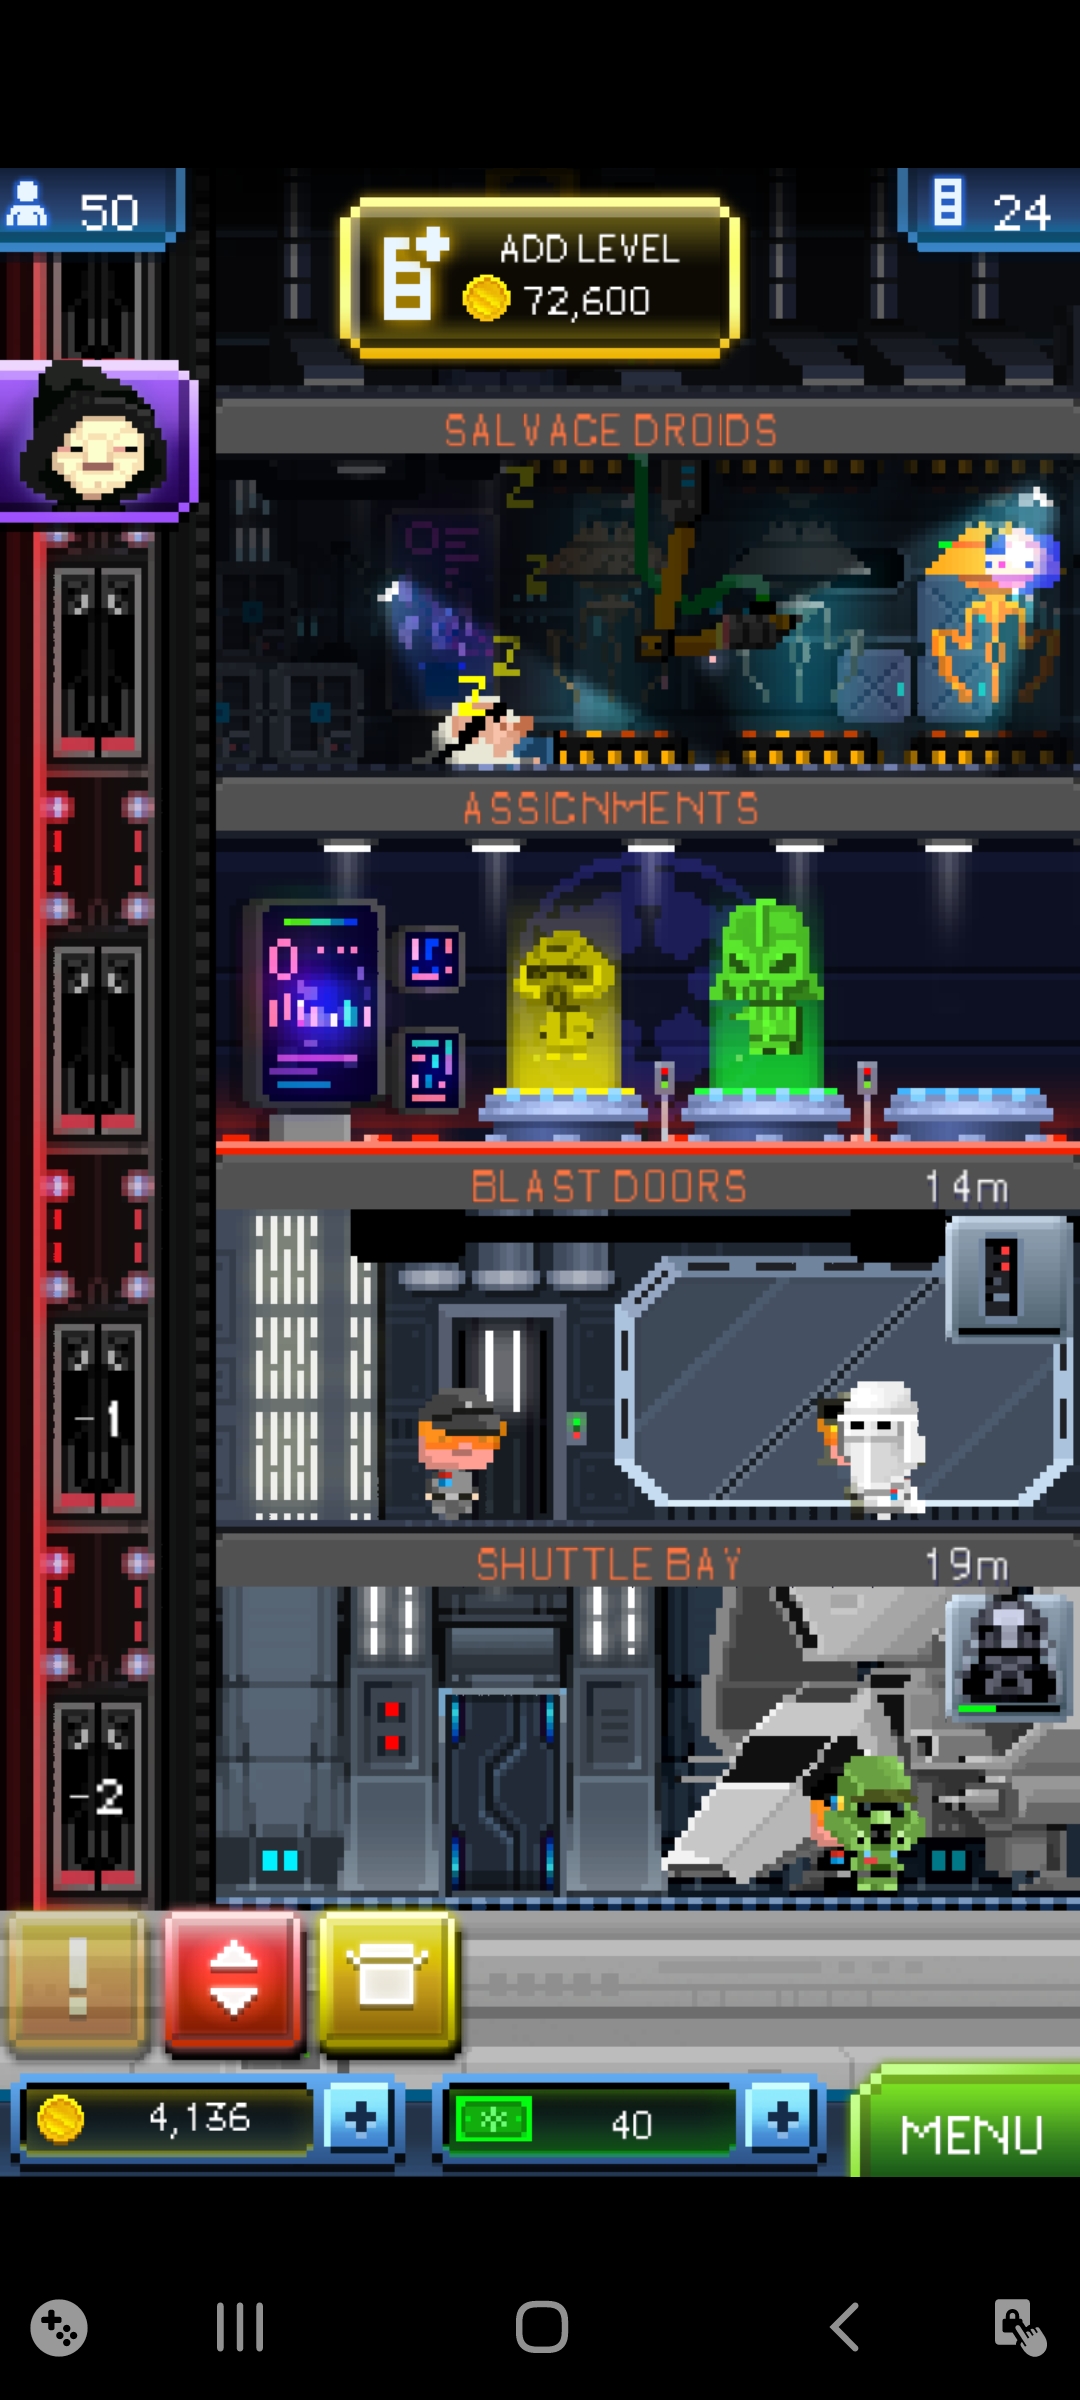 50
ADD LEVEL
72,600
24
SALVAGE DROIDS
Z
Z
Z
Z
ASSIGNMENTS
BLAST DOORS 14m
-1
SHUTTLE BAY 19m
-2
!
4,136
+
40
+
MENU